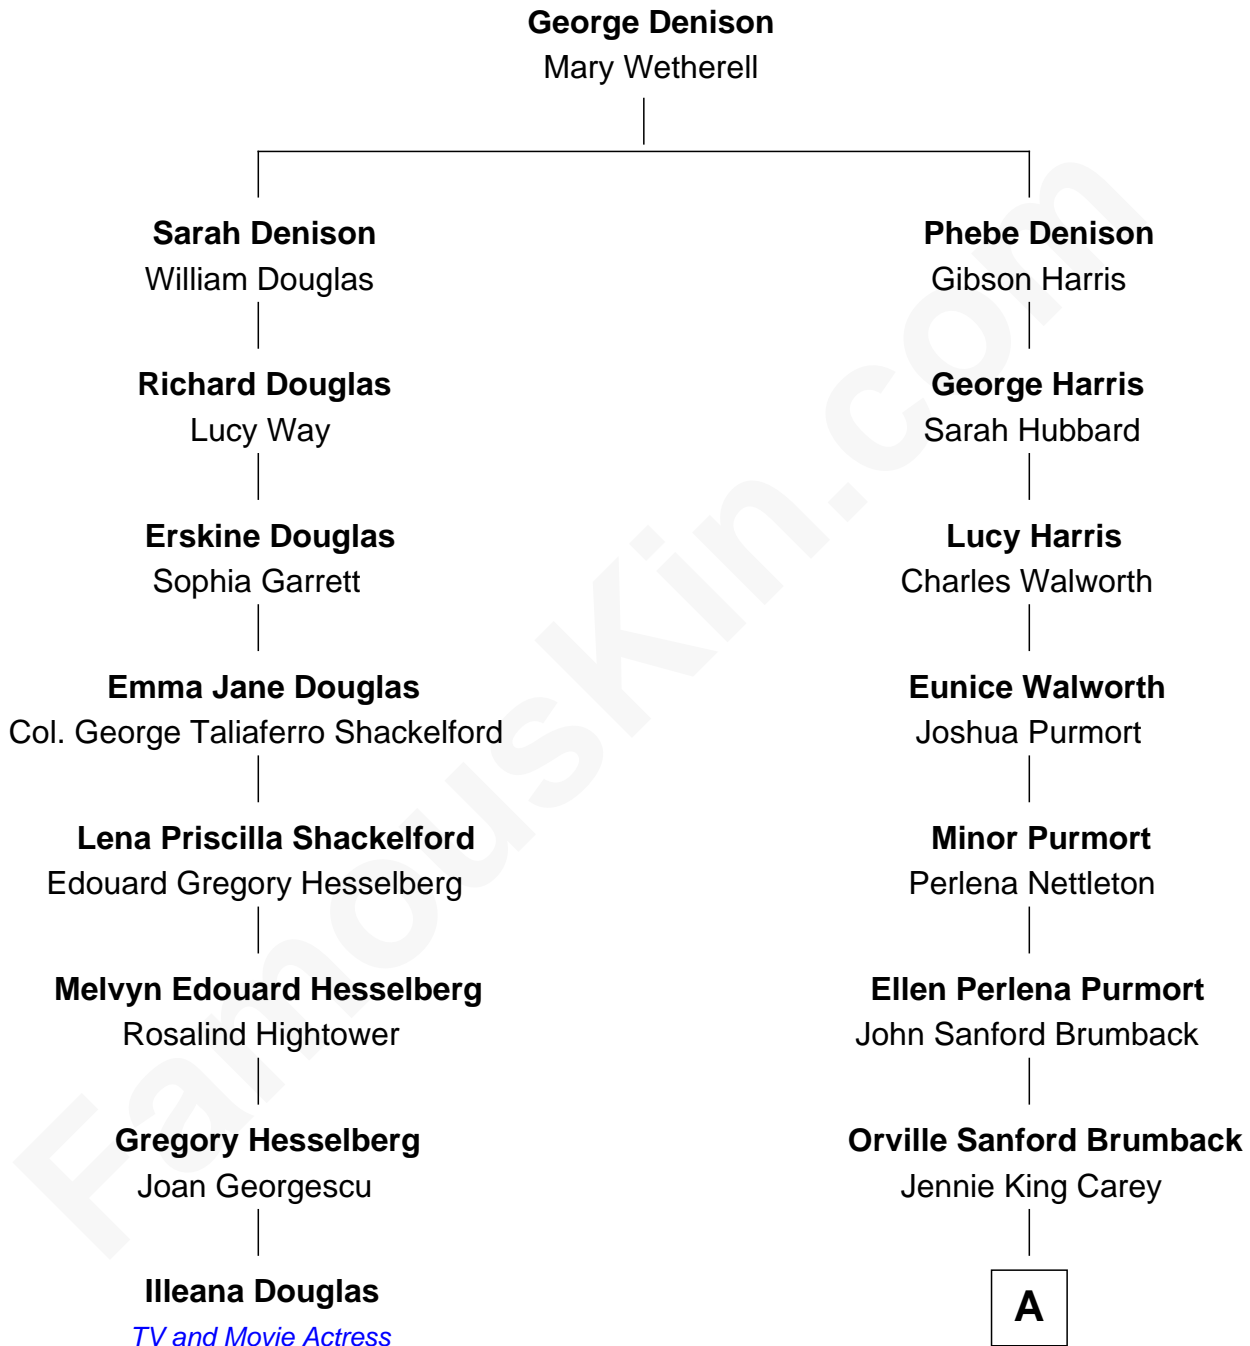 George Denison
Mary Wetherell
Sarah Denison
William Douglas
Phebe Denison
Gibson Harris
Richard Douglas
Lucy Way
George Harris
Sarah Hubbard
Erskine Douglas
Sophia Garrett
Lucy Harris
Charles Walworth
Emma Jane Douglas
Col. George Taliaferro Shackelford
Eunice Walworth
Joshua Purmort
Lena Priscilla Shackelford
Edouard Gregory Hesselberg
Minor Purmort
Perlena Nettleton
Melvyn Edouard Hesselberg
Rosalind Hightower
Ellen Perlena Purmort
John Sanford Brumback
Gregory Hesselberg
Joan Georgescu
Orville Sanford Brumback
Jennie King Carey
Illeana Douglas
TV and Movie Actress
A
FamousKin.com